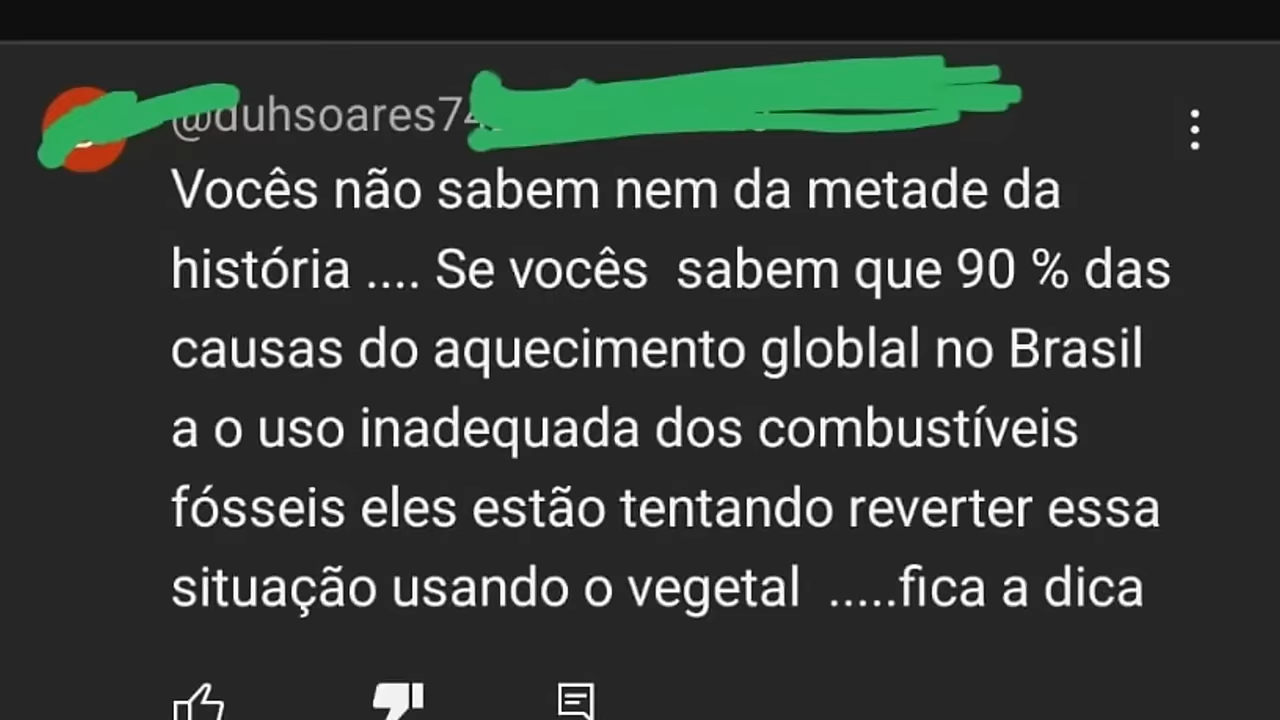 @duhsoares74
Vocês não sabem nem da metade da
história .... Se vocês  sabem que 90 % das
causas do aquecimento globlal no Brasil
a o uso inadequada dos combustíveis
fósseis eles estão tentando reverter essa
situação usando o vegetal  .....fica a dica